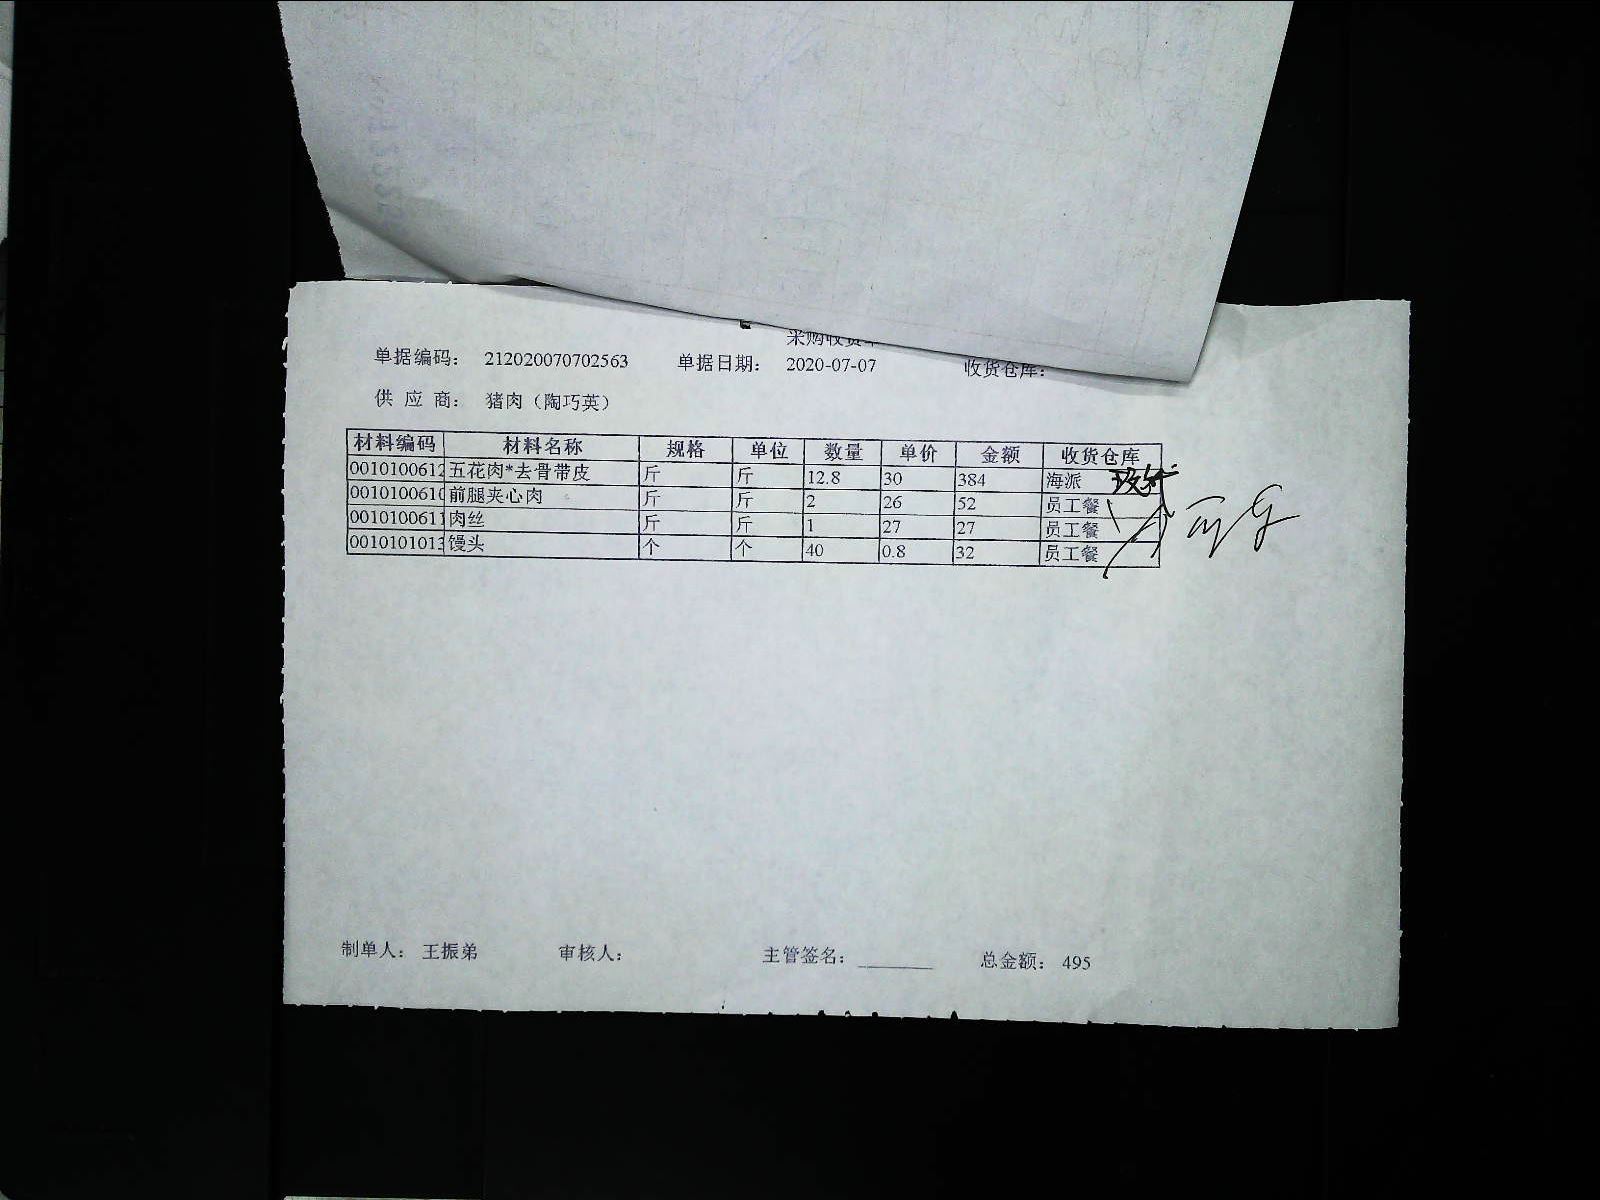 采购收货单
单据编码： 212020070702563 单据日期： 2020-07-07 收货仓库：
供 应 商： 猪肉（陶巧英）
材料编码 材料名称 规格 单位 数量 单价 金额 收货仓库
0010100612 五花肉*去骨带皮 斤 斤 12.8 30 384 海派
001010061 前腿夹心肉 斤 斤 2 26 52 员工餐
001010061 肉丝 斤 斤 1 27 27 员工餐
001010101 馒头 个 个 40 0.8 32 员工餐
制单人： 王振弟 审核人： 主管签名： 总金额： 495